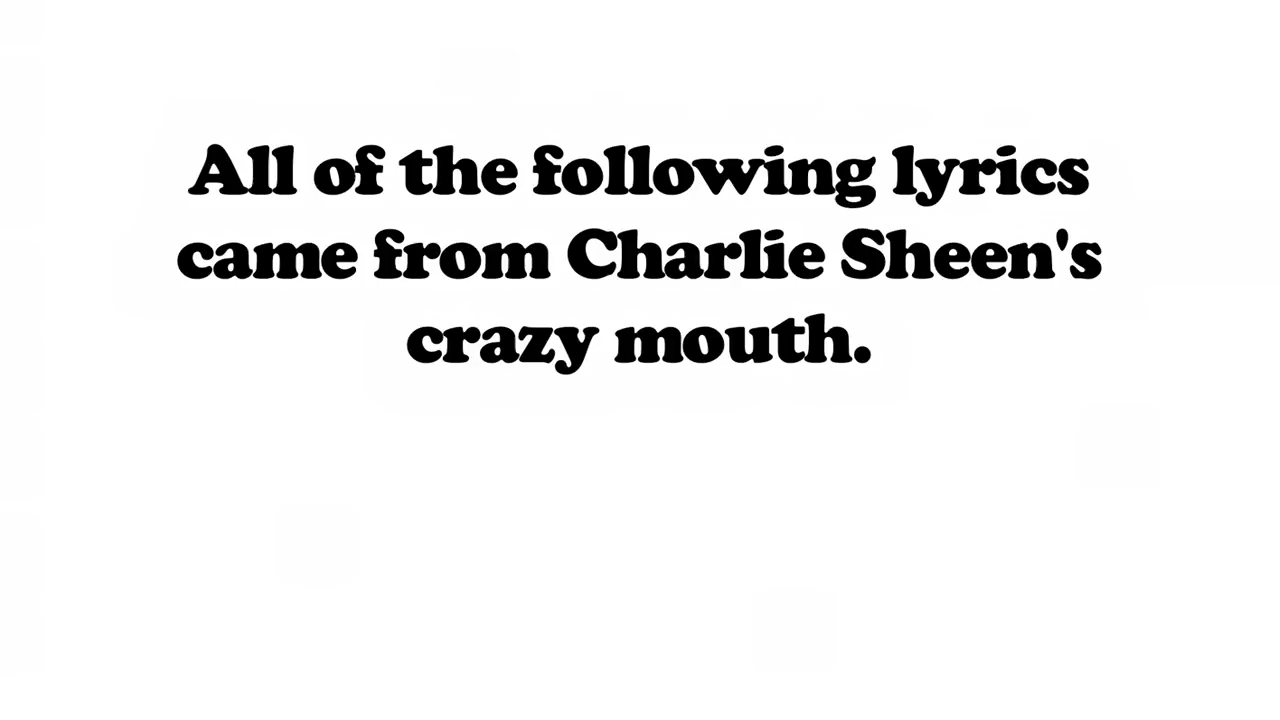 All of the following lyrics
came from Charlie Sheen's
crazy mouth.